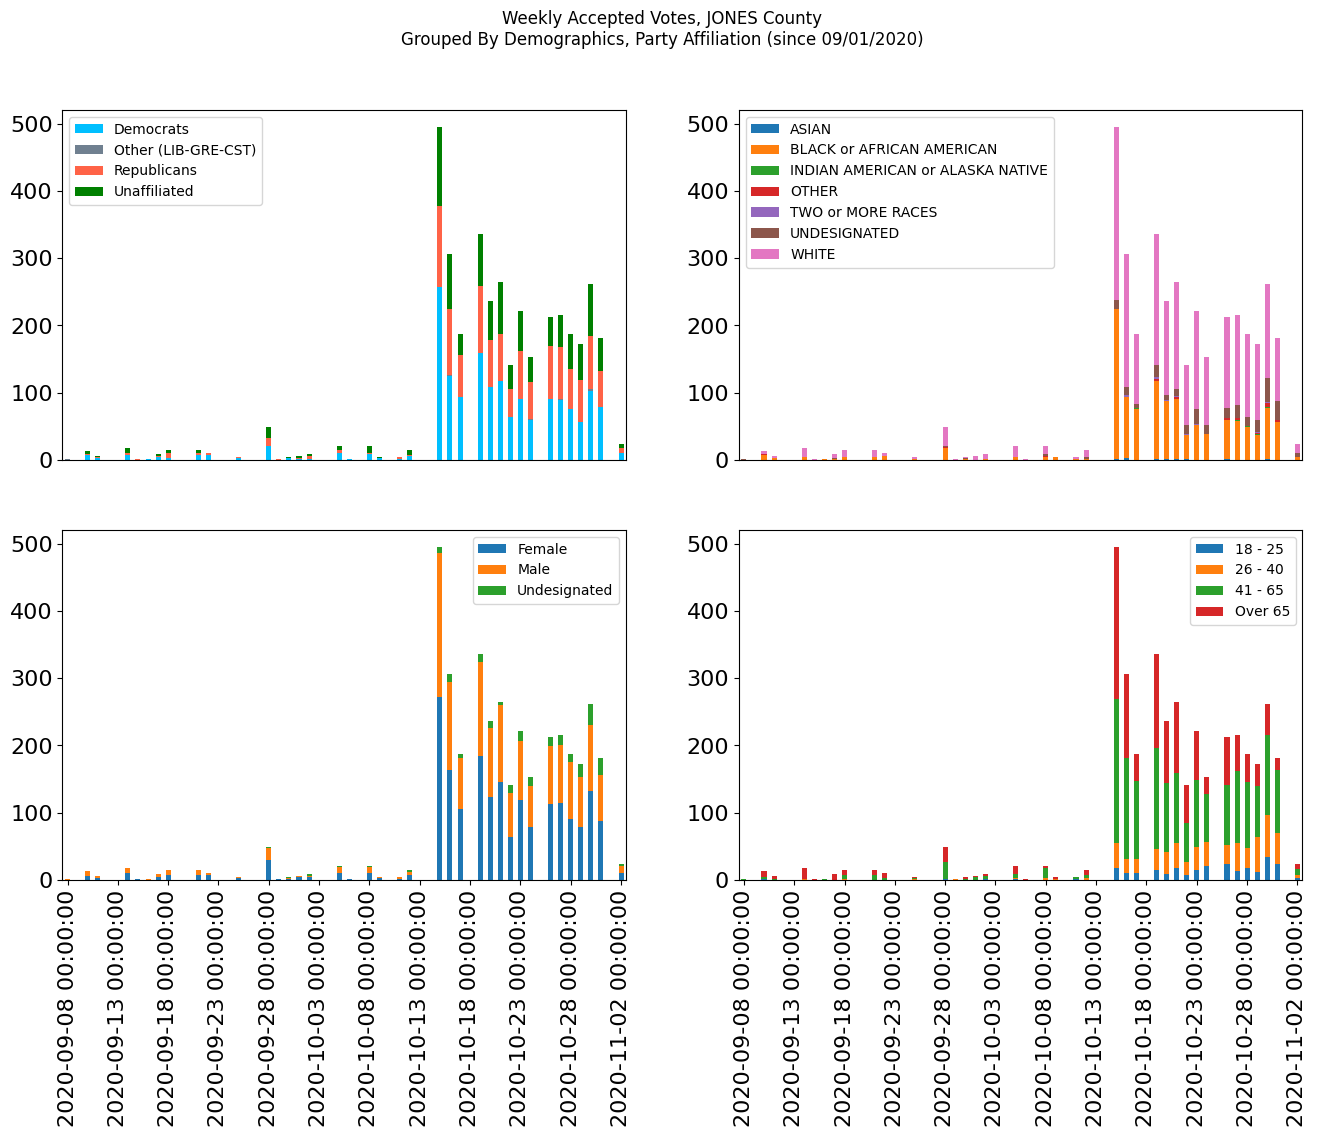 Weekly Accepted Votes, JONES County
Grouped By Demographics, Party Affiliation (since 09/01/2020)
500
400
300
200
100
0
Democrats
Other (LIB-GRE-CST)
Republicans
Unaffiliated
500
400
300
200
100
0
ASIAN
BLACK or AFRICAN AMERICAN
INDIAN AMERICAN or ALASKA NATIVE
OTHER
TWO or MORE RACES
UNDESIGNATED
WHITE
500
400
300
200
100
0
Female
Male
Undesignated
2020-09-08 00:00:00
2020-09-13 00:00:00
2020-09-18 00:00:00
2020-09-23 00:00:00
2020-09-28 00:00:00
2020-10-03 00:00:00
2020-10-08 00:00:00
2020-10-13 00:00:00
2020-10-18 00:00:00
2020-10-23 00:00:00
2020-10-28 00:00:00
2020-11-02 00:00:00
500
400
300
200
100
0
18 - 25
26 - 40
41 - 65
Over 65
2020-09-08 00:00:00
2020-09-13 00:00:00
2020-09-18 00:00:00
2020-09-23 00:00:00
2020-09-28 00:00:00
2020-10-03 00:00:00
2020-10-08 00:00:00
2020-10-13 00:00:00
2020-10-18 00:00:00
2020-10-23 00:00:00
2020-10-28 00:00:00
2020-11-02 00:00:00